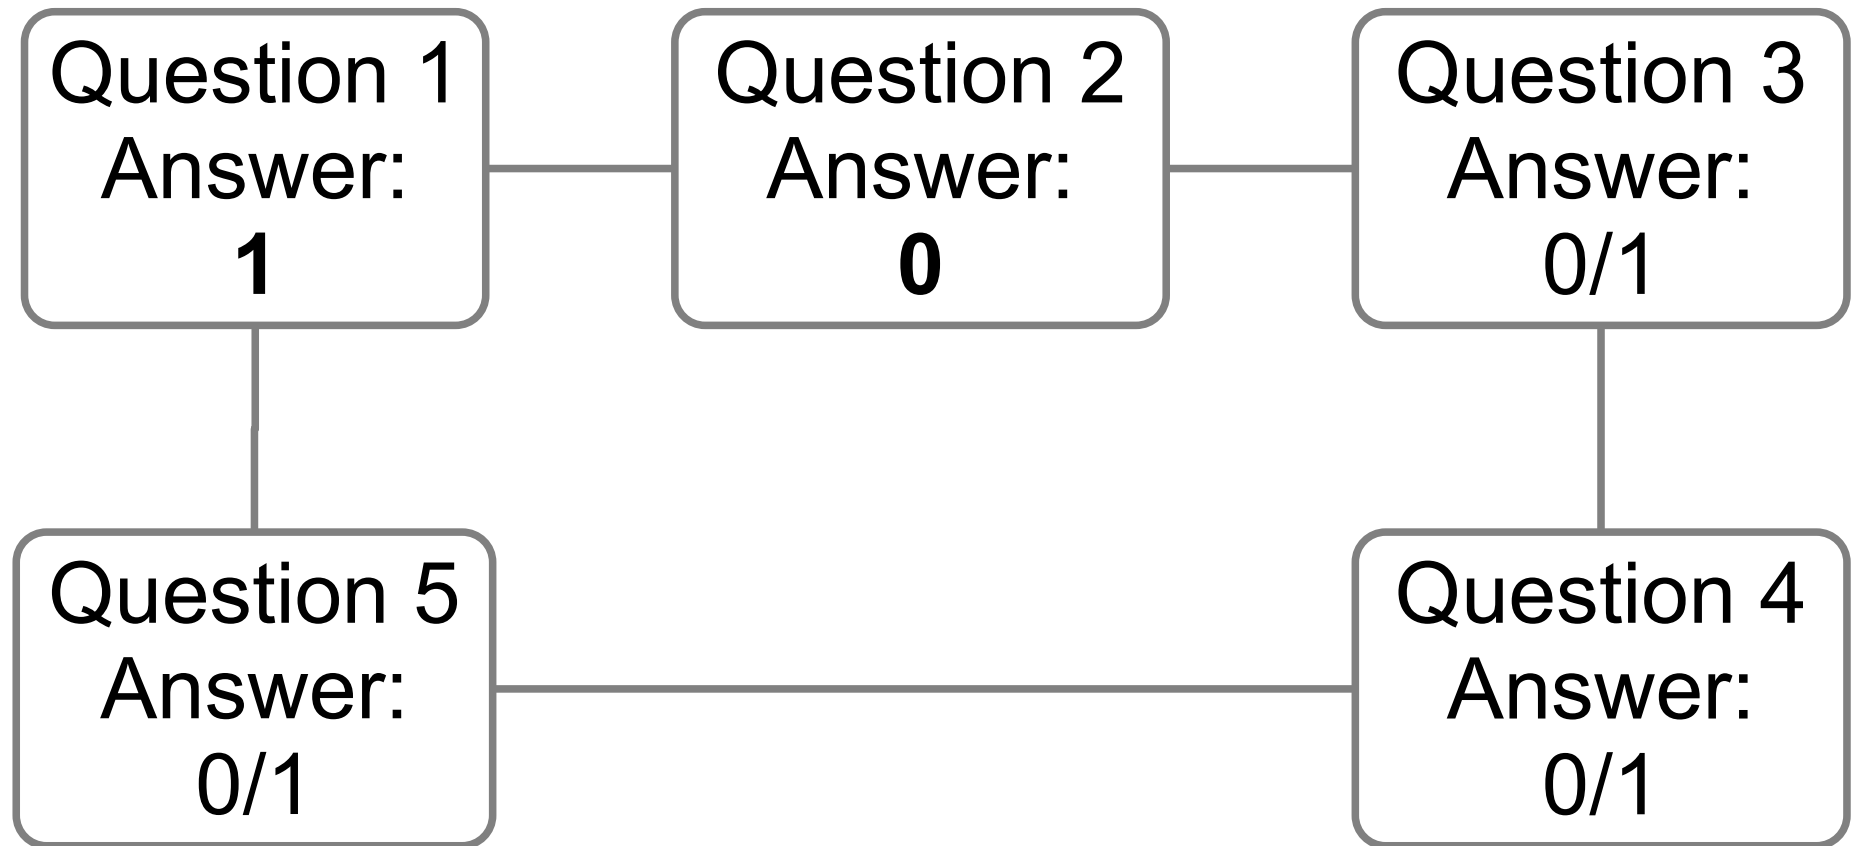 Question 1
Answer:
1
Question 2
Answer:
0
Question 3
Answer:
0/1
Question 5
Answer:
0/1
Question 4
Answer:
0/1